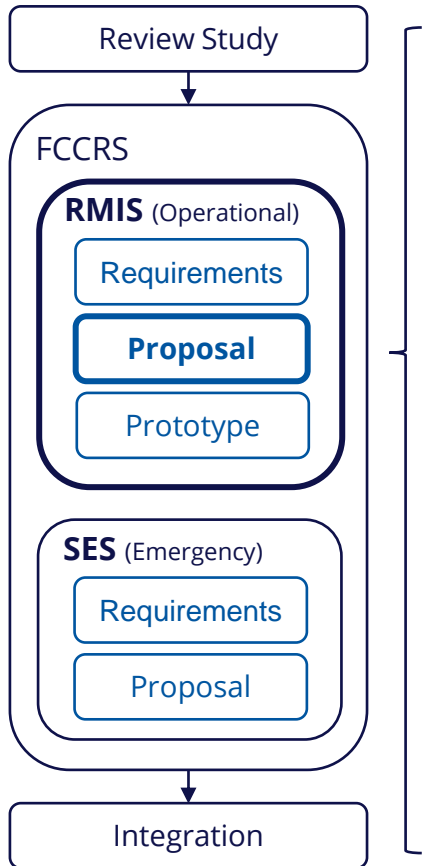 Review Study
FCCRS
RMIS (Operational)
Requirements
Proposal
Prototype
SES (Emergency)
Requirements
Proposal
Integration